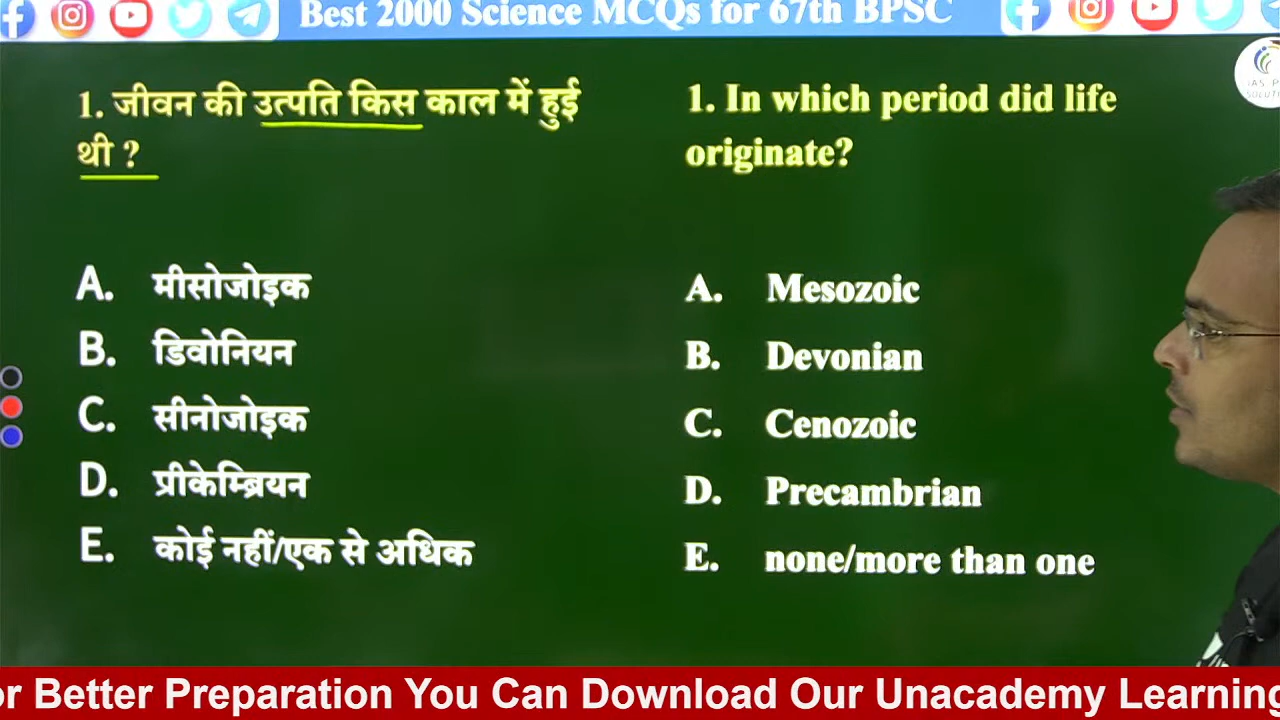 Best 2000 Science MCQs for 67th BPSC
1. जीवन की उत्पति किस काल में हुई
थी ?
A. मीसोजोइक
B. डिवोनियन
C. सीनोजोइक
D. प्रीकेम्ब्रियन
E. कोई नहीं/एक से अधिक
1. In which period did life
originate?
A. Mesozoic
B. Devonian
C. Cenozoic
D. Precambrian
E. none/more than one
or Better Preparation You Can Download Our Unacademy Learning